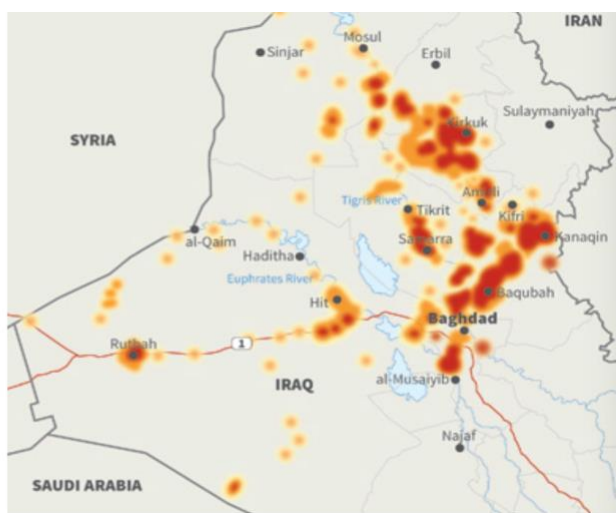 IRAN
Mosul
Sinjar
Erbil
Sulaymaniyah
SYRIA
Kirkuk
Tigris River
Amirli
Tikrit
Kifri
al-Qaim
Samarra
Kanaqin
Haditha
Euphrates River
Hit
Baqubah
Baghdad
Rutbah
1
IRAQ
al-Musaiyib
Najaf
SAUDI ARABIA